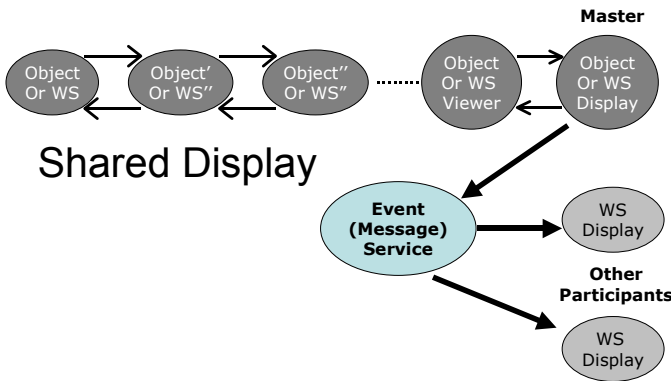 Master
Object
Or WS
Object'
Or WS''
Object''
Or WS"
Object
Or WS
Viewer
Object
Or WS
Display
Shared Display
Event
(Message)
Service
WS
Display
Other
Participants
WS
Display